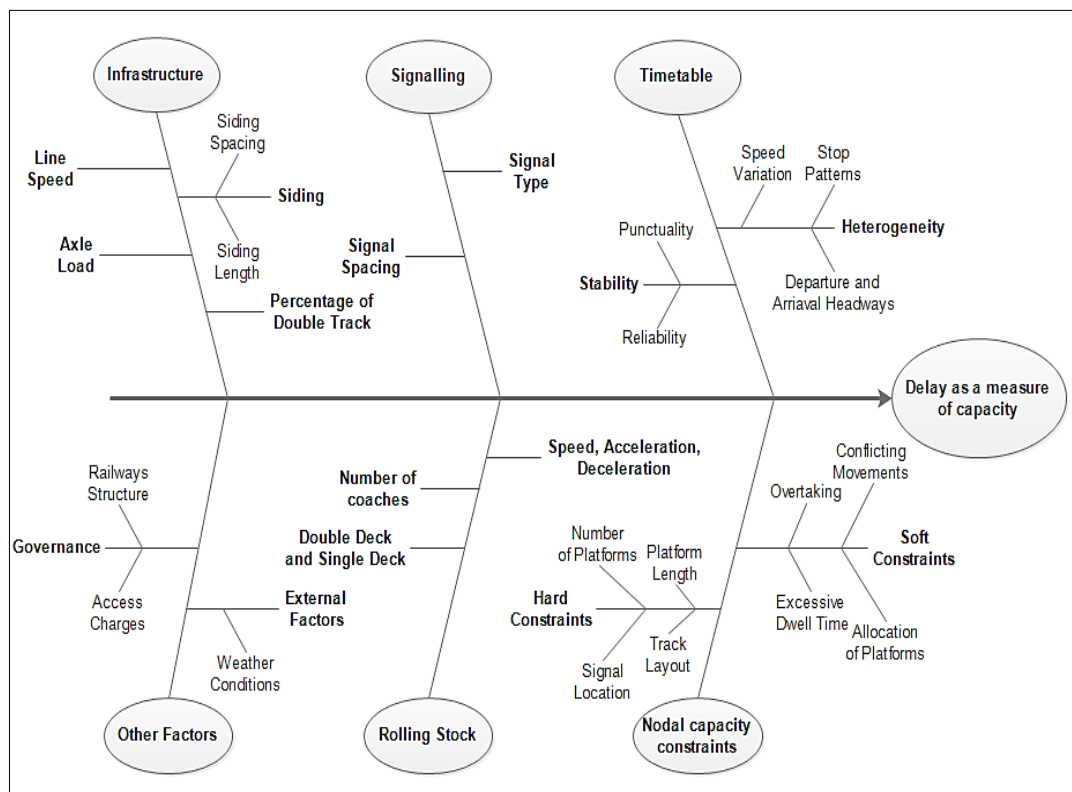 Infrastructure
Signalling
Timetable
Line
Speed
Siding
Spacing
Siding
Axle
Load
Siding
Length
Percentage of
Double Track
Signal
Type
Signal
Spacing
Speed
Variation
Stop
Patterns
Heterogeneity
Departure and
Arriaval Headways
Punctuality
Stability
Reliability
Delay as a measure
of capacity
Railways
Structure
Governance
Access
Charges
External
Factors
Weather
Conditions
Other Factors
Speed, Acceleration,
Deceleration
Number of
coaches
Double Deck
and Single Deck
Rolling Stock
Number
of Platforms
Platform
Length
Hard
Constraints
Signal
Location
Track
Layout
Overtaking
Conflicting
Movements
Soft
Constraints
Excessive
Dwell Time
Allocation
of Platforms
Nodal capacity
constraints